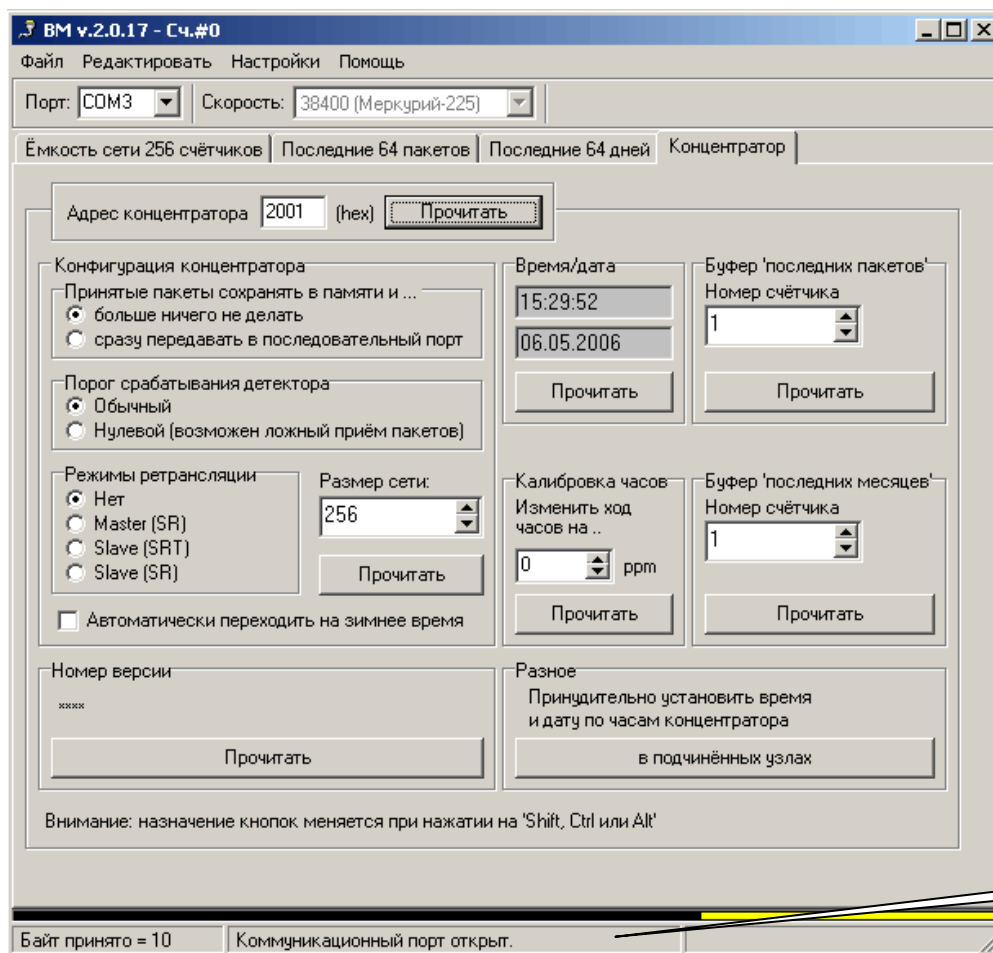 BM v.2.0.17 - Сч.#0
Файл Редактировать Настройки Помощь
Порт: COM3 Скорость: 38400 (Меркурий-225)
Ёмкость сети 256 счётчиков Последние 64 пакетов Последние 64 дней Концентратор
Адрес концентратора 2001 (hex) Прочитать
Конфигурация концентратора
Принятые пакеты сохранять в памяти и ...
больше ничего не делать
сразу передавать в последовательный порт
Порог срабатывания детектора
Обычный
Нулевой (возможен ложный приём пакетов)
Режимы ретрансляции
Нет
Master (SR)
Slave (SRT)
Slave (SR)
Размер сети:
256
Прочитать
Автоматически переходить на зимнее время
Время/дата
15:29:52
06.05.2006
Прочитать
Буфер 'последних пакетов'
Номер счётчика
1
Прочитать
Калибровка часов
Изменить ход
часов на ..
0 ppm
Прочитать
Буфер 'последних месяцев'
Номер счётчика
1
Прочитать
Номер версии
xxxx
Прочитать
Разное
Принудительно установить время
и дату по часам концентратора
в подчинённых узлах
Внимание: назначение кнопок меняется при нажатии на 'Shift, Ctrl или Alt'
Байт принято = 10 Коммуникационный порт открыт.